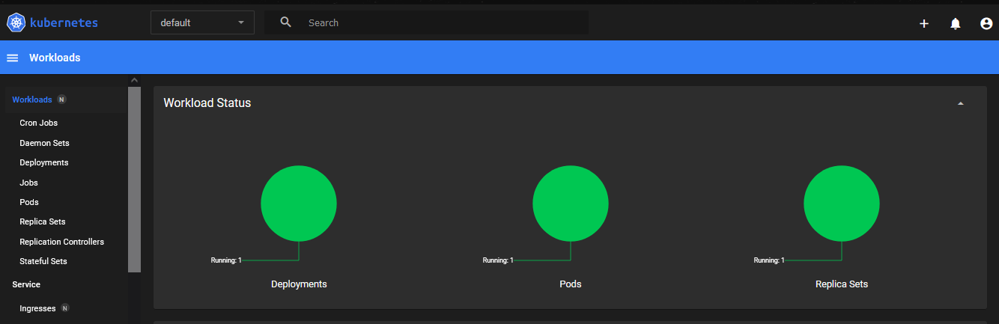 kubernetes
default
Search
Workloads
Workloads N
Cron Jobs
Daemon Sets
Deployments
Jobs
Pods
Replica Sets
Replication Controllers
Stateful Sets
Service
Ingresses N
Workload Status
Running: 1
Deployments
Running: 1
Pods
Running: 1
Replica Sets